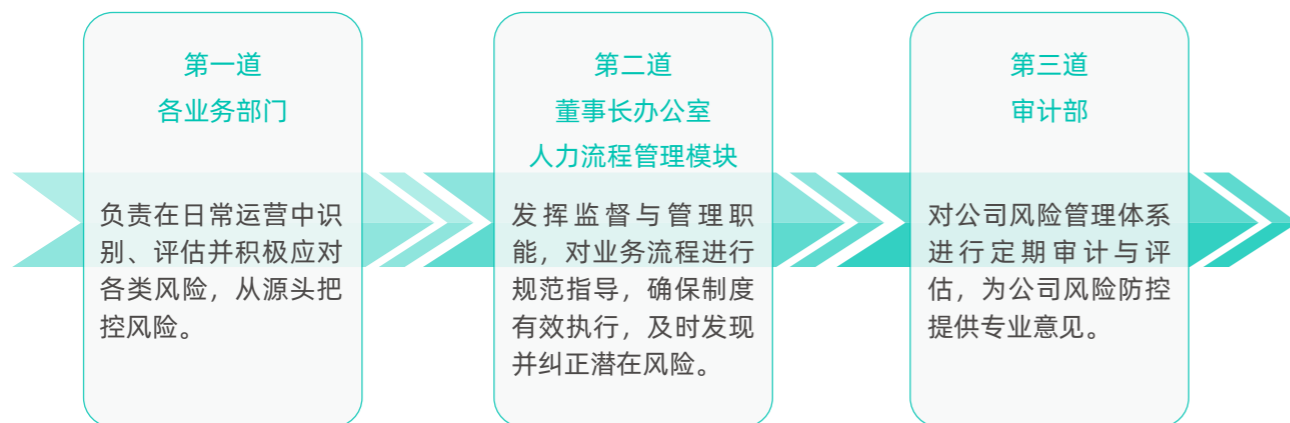 第一道
各业务部门
负责在日常运营中识
别、评估并积极应对
各类风险，从源头把
控风险。
第二道
董事长办公室
人力流程管理模块
发挥监督与管理职
能，对业务流程进行
规范指导，确保制度
有效执行，及时发现
并纠正潜在风险。
第三道
审计部
对公司风险管理体系
进行定期审计与评
估，为公司风险防控
提供专业意见。